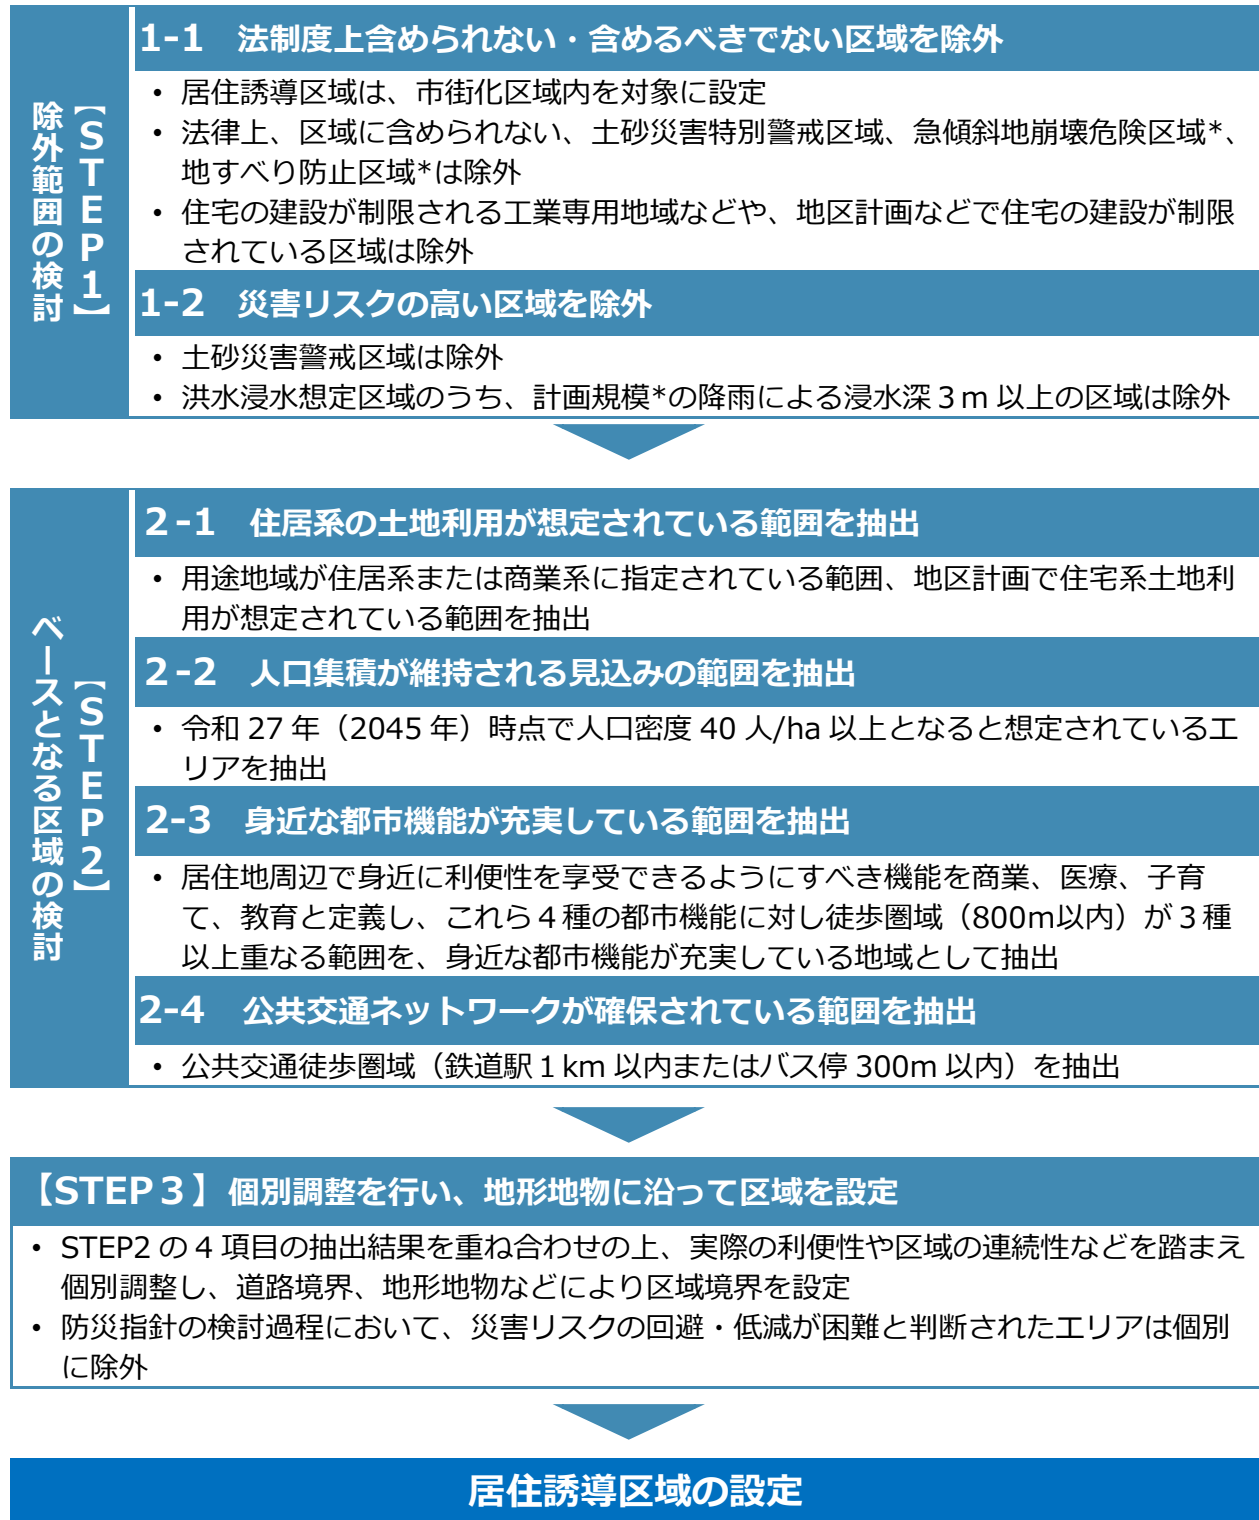 【STEP1】
除外範囲の検討
1-1 法制度上含められない・含めるべきでない区域を除外
• 居住誘導区域は、市街化区域内を対象に設定
• 法律上、区域に含められない、土砂災害特別警戒区域、急傾斜地崩壊危険区域*、
地すべり防止区域*は除外
• 住宅の建設が制限される工業専用地域などや、地区計画などで住宅の建設が制限
されている区域は除外
1-2 災害リスクの高い区域を除外
• 土砂災害警戒区域は除外
• 洪水浸水想定区域のうち、計画規模*の降雨による浸水深３m 以上の区域は除外
【STEP2】
ベースとなる区域の検討
２-1 住居系の土地利用が想定されている範囲を抽出
• 用途地域が住居系または商業系に指定されている範囲、地区計画で住宅系土地利
用が想定されている範囲を抽出
２-2 人口集積が維持される見込みの範囲を抽出
• 令和 27 年（2045 年）時点で人口密度 40 人/ha 以上となると想定されているエ
リアを抽出
2-3 身近な都市機能が充実している範囲を抽出
• 居住地周辺で身近に利便性を享受できるようにすべき機能を商業、医療、子育
て、教育と定義し、これら４種の都市機能に対し徒歩圏域（800m以内）が３種
以上重なる範囲を、身近な都市機能が充実している地域として抽出
2-4 公共交通ネットワークが確保されている範囲を抽出
• 公共交通徒歩圏域（鉄道駅１km 以内またはバス停 300m 以内）を抽出
【STEP３】個別調整を行い、地形地物に沿って区域を設定
• STEP2 の４項目の抽出結果を重ね合わせの上、実際の利便性や区域の連続性などを踏まえ
個別調整し、道路境界、地形地物などにより区域境界を設定
• 防災指針の検討過程において、災害リスクの回避・低減が困難と判断されたエリアは個別
に除外
居住誘導区域の設定